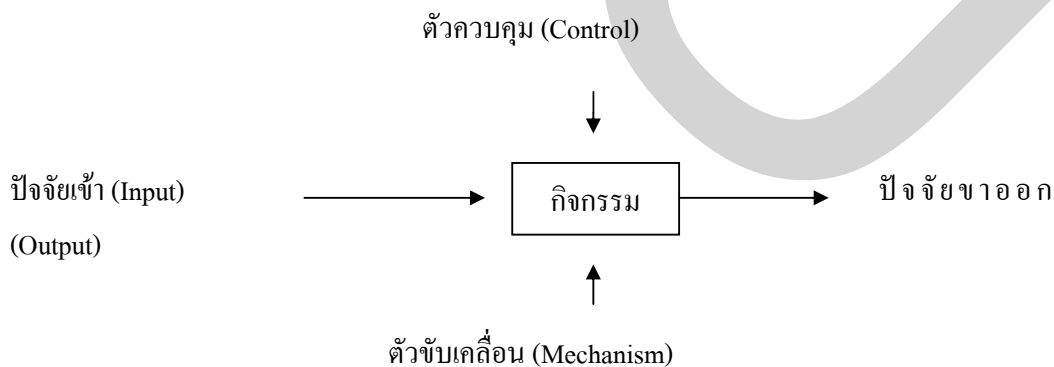 ตัวควบคุม (Control)
ปัจจัยเข้า (Input)
กิจกรรม
ปัจจัยขาออก
(Output)
ตัวขับเคลื่อน (Mechanism)